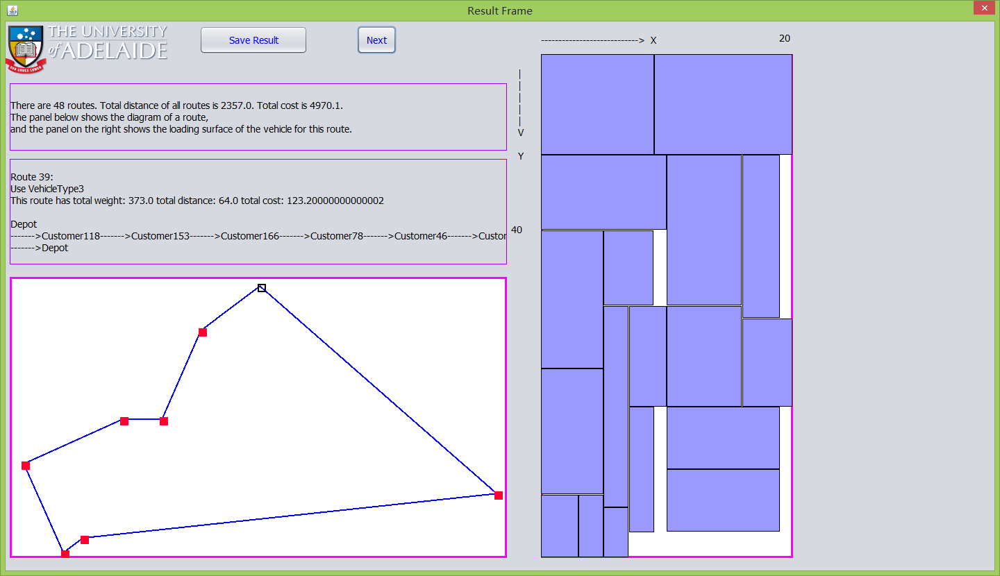 Result Frame
THE UNIVERSITY
of ADELAIDE
SUB CRUCE LUMEN
Save Result
Next
----------------------------> X
20
There are 48 routes. Total distance of all routes is 2357.0. Total cost is 4970.1.
The panel below shows the diagram of a route,
and the panel on the right shows the loading surface of the vehicle for this route.
|
|
|
|
|
V
Y
Route 39:
Use VehicleType3
This route has total weight: 373.0 total distance: 64.0 total cost: 123.20000000000002
Depot
------->Customer118------->Customer153------->Customer166------->Customer78------->Customer46------->Custor
------->Depot
40